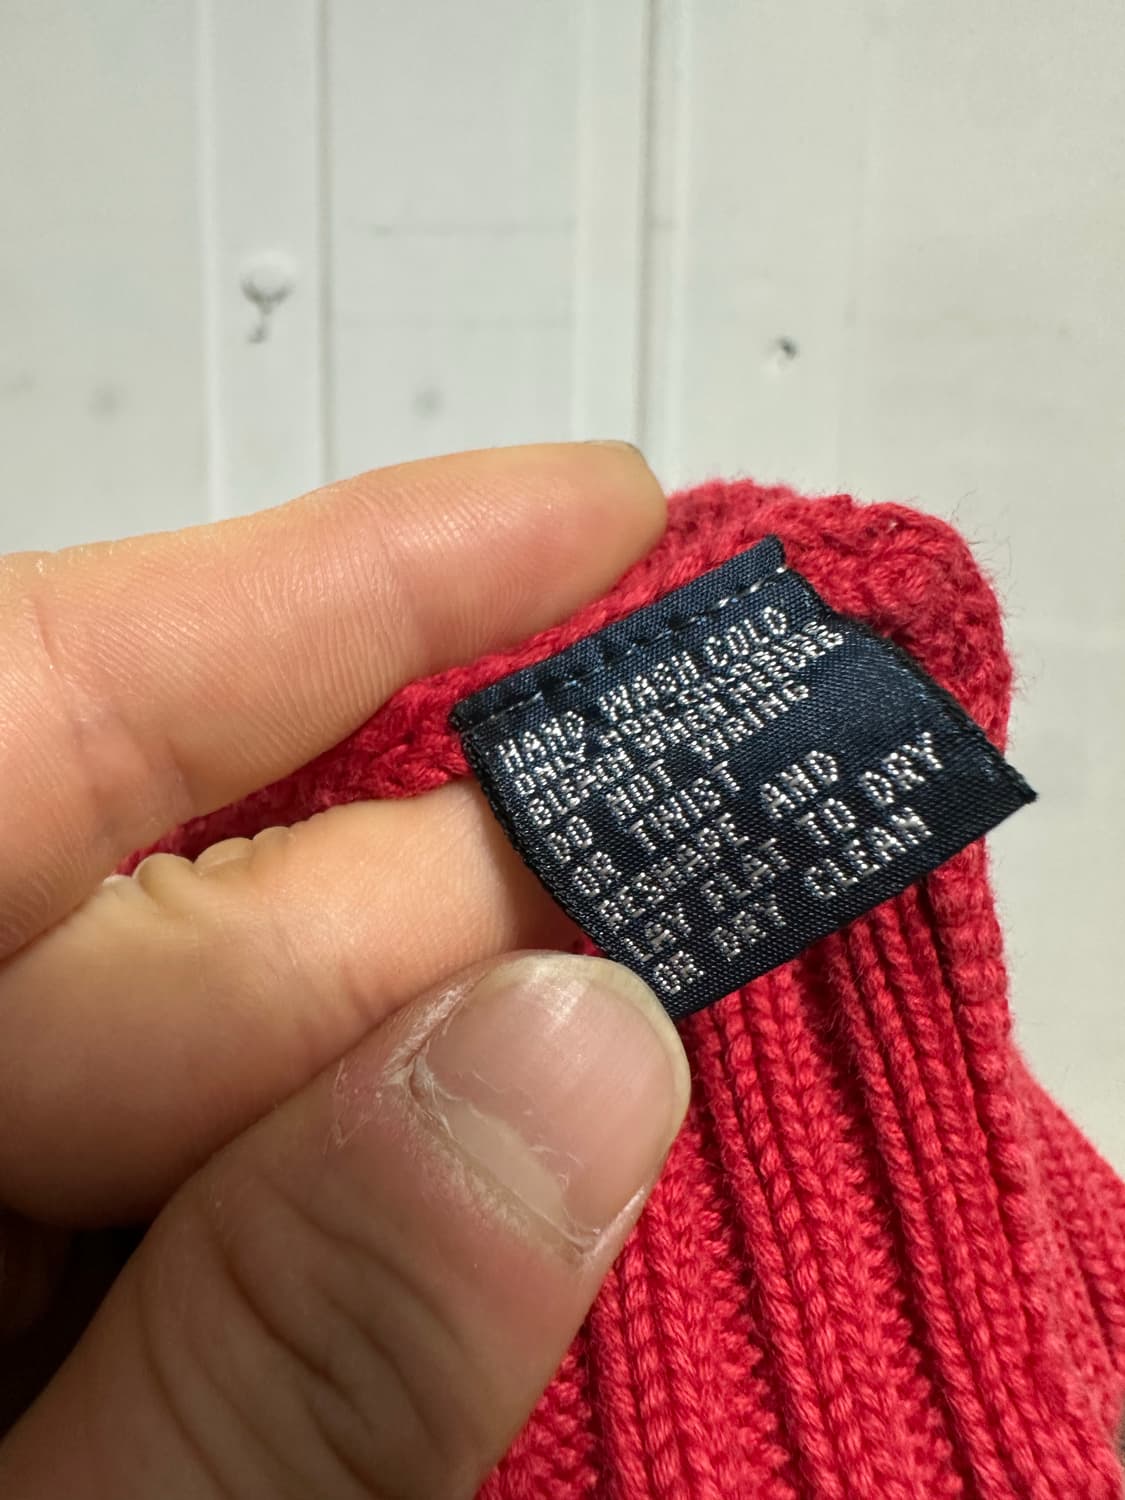 HAND WASH COLD
ONLY NON-CHLORINE
BLEACH WHEN NEEDED
DO NOT WRING
OR TWIST
RESHAPE AND
LAY FLAT TO DRY
OR DRY CLEAN